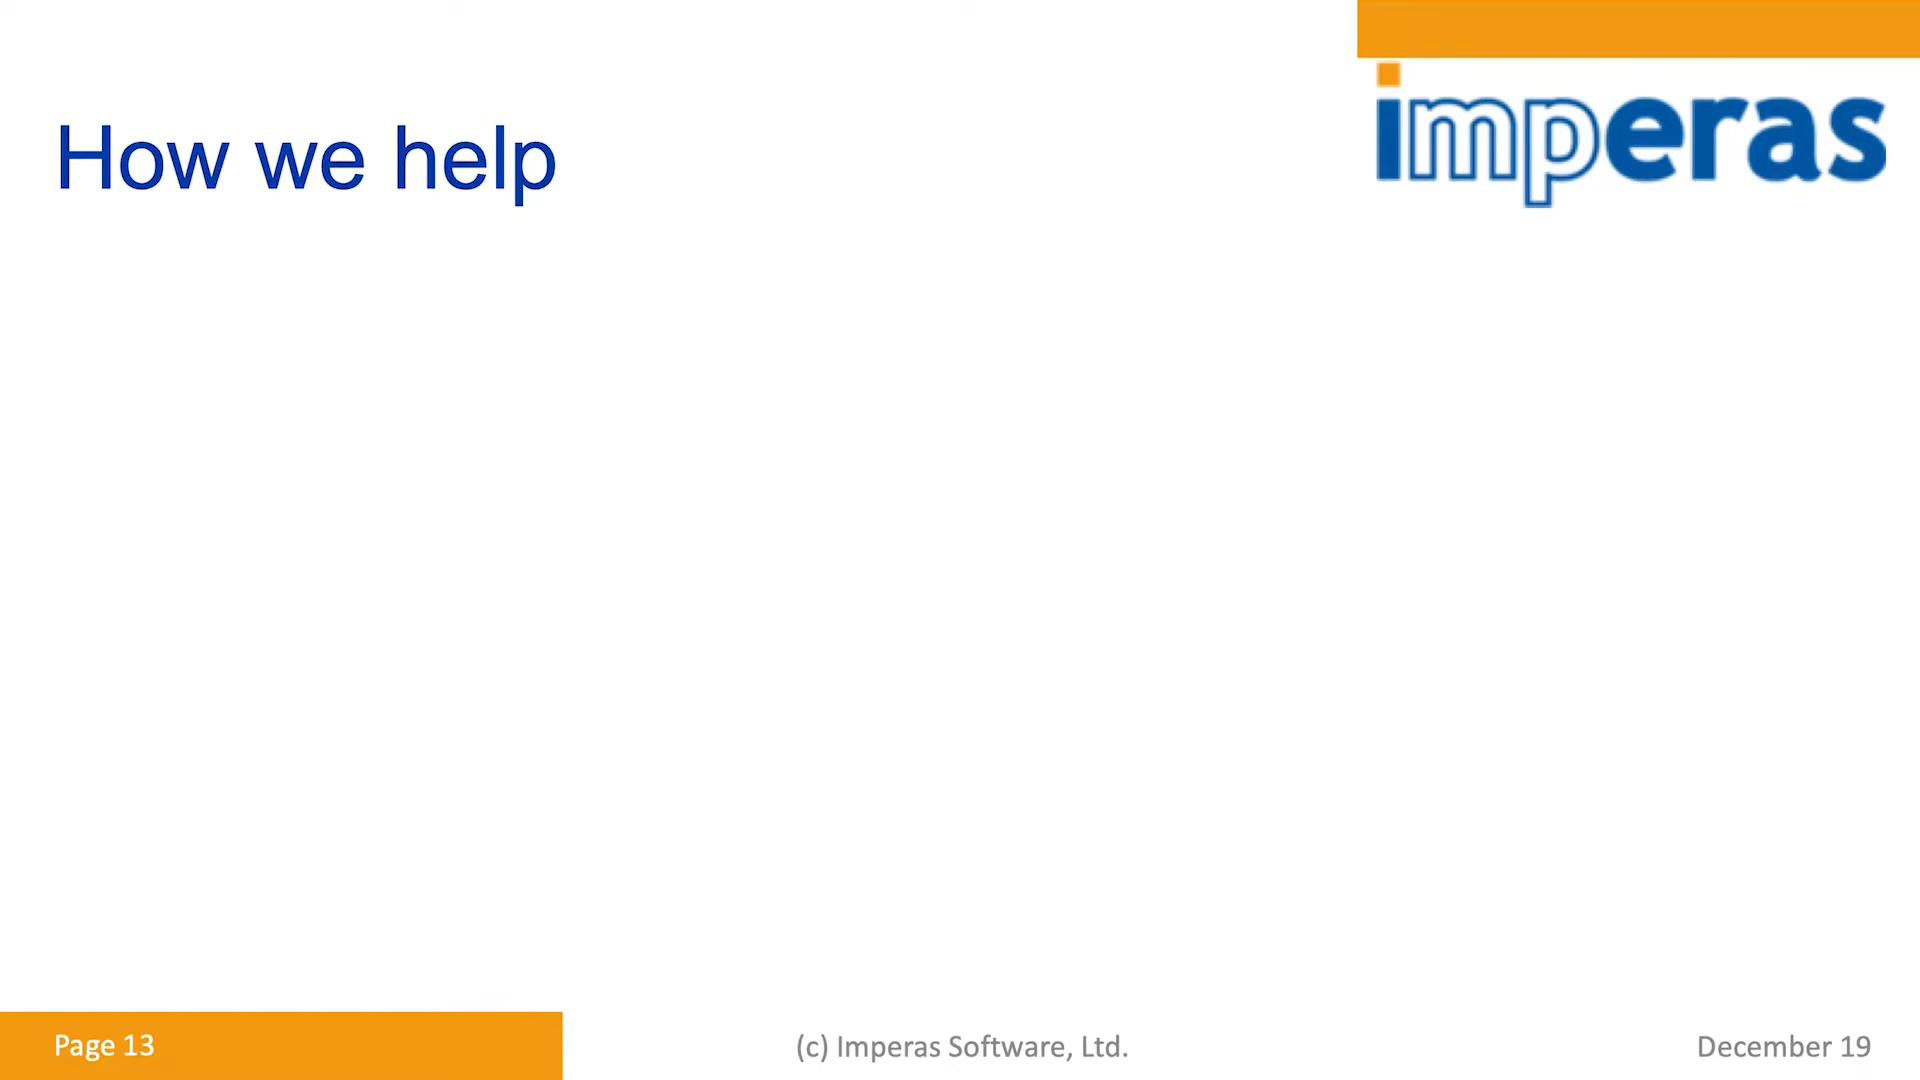 imperas
How we help
Page 13
(c) Imperas Software, Ltd.
December 19